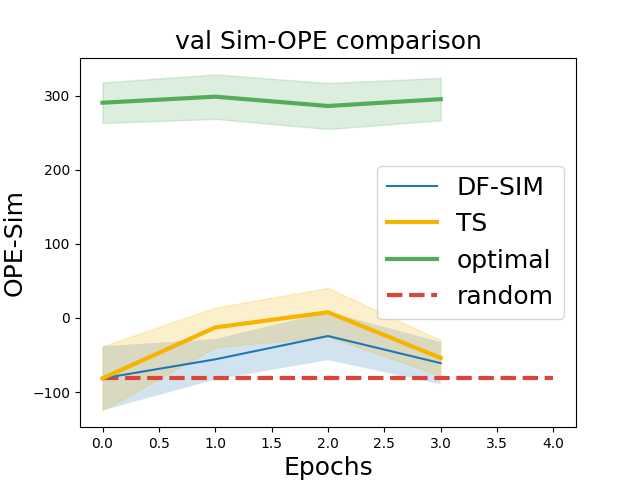 val Sim-OPE comparison
OPE-Sim
300
200
100
0
−100
DF-SIM
TS
optimal
random
0.0 0.5 1.0 1.5 2.0 2.5 3.0 3.5 4.0
Epochs